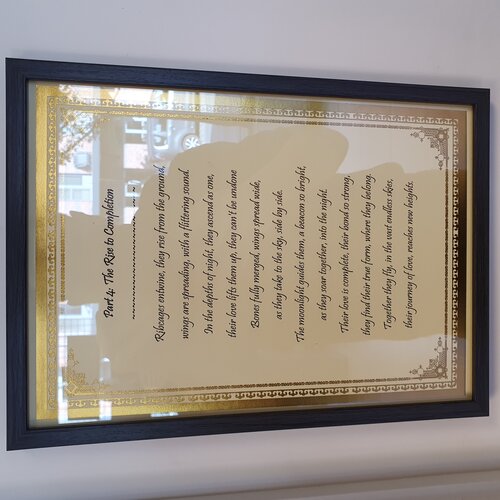 Part 4: The Rise to Completion
~~~~~~~~~~~~~~~~~~~~
Ribcages entwine, they rise from the ground,
wings are spreading, with a flittering sound.
In the depths of night, they ascend as one,
their love lifts them up, they can't be undone
Bones fully merged, wings spread wide,
as they take to the sky, side by side.
The moonlight guides them, a beacon so bright,
as they soar together, into the night.
Their love is complete, their bond is strong,
they find their true form, where they belong.
Together they fly, in the vast endless skies,
their journey of love, reaches new heights.